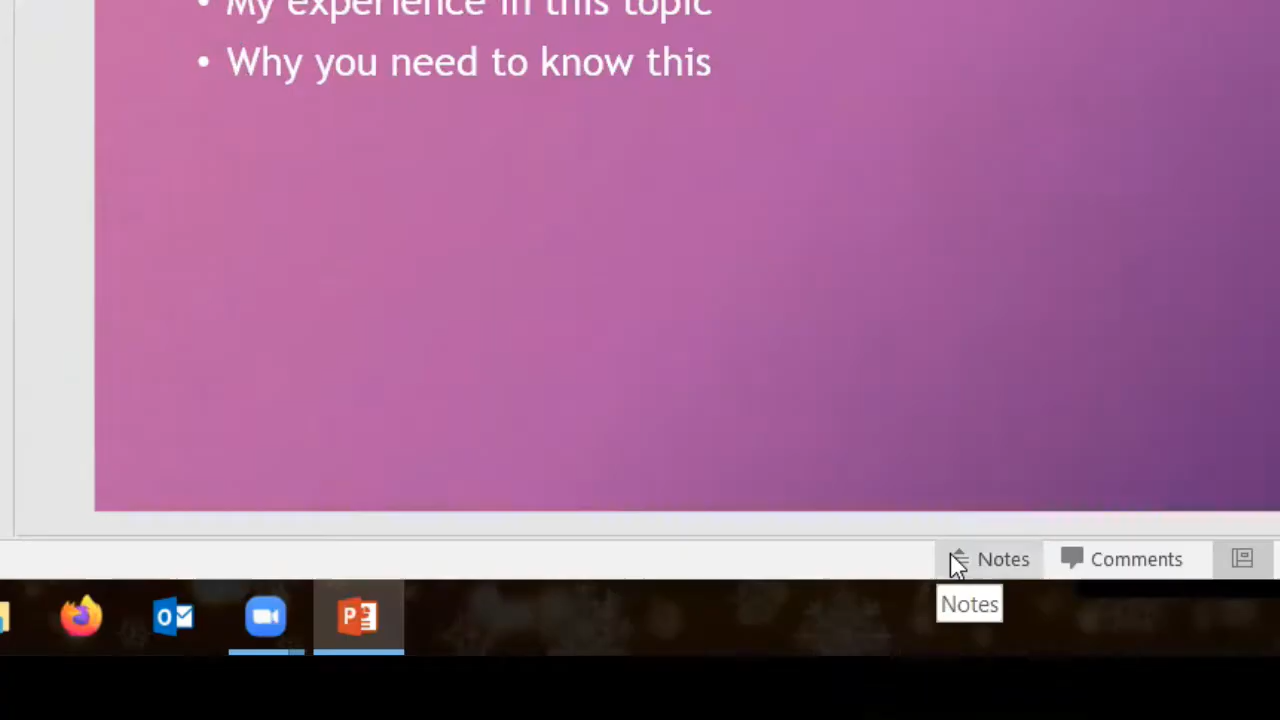 • My experience in this topic
• Why you need to know this
Notes
Comments
Notes